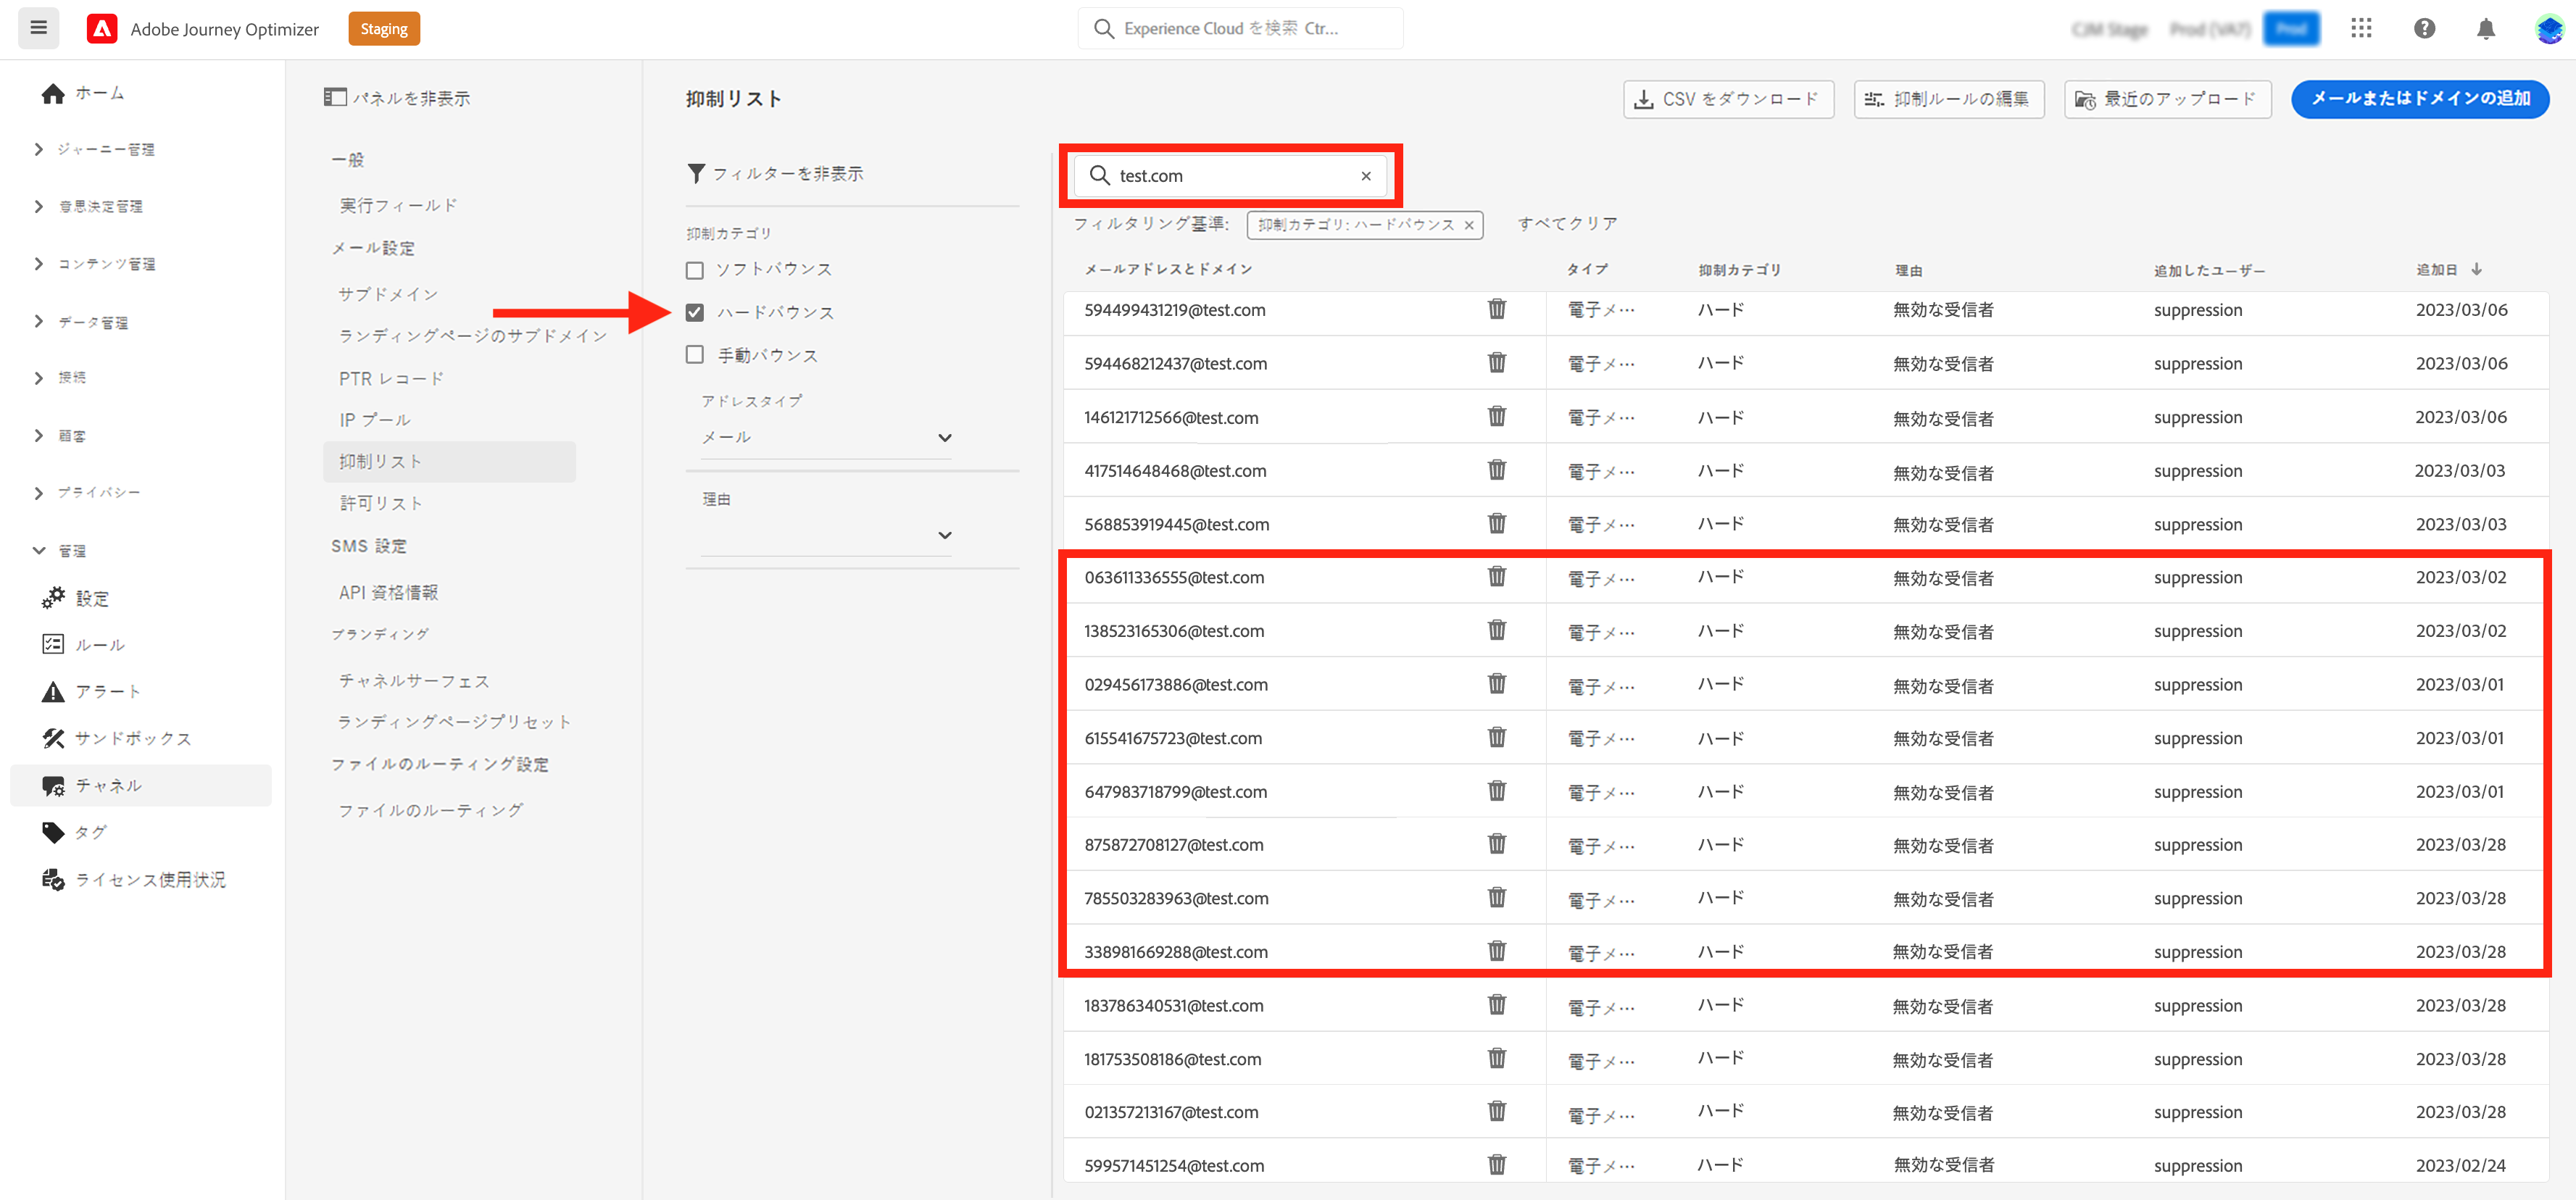 Adobe Journey Optimizer
Staging
Experience Cloud を検索 Ctr...
CJM Stage
Prod (VA7)
Prod
ホーム
ジャーニー管理
意思決定管理
コンテンツ管理
データ管理
接続
顧客
プライバシー
管理
設定
ルール
アラート
サンドボックス
チャネル
タグ
ライセンス使用状況
パネルを非表示
一般
実行フィールド
メール設定
サブドメイン
ランディングページのサブドメイン
PTR レコード
IP プール
抑制リスト
許可リスト
SMS 設定
API 資格情報
ブランディング
チャネルサーフェス
ランディングページプリセット
ファイルのルーティング設定
ファイルのルーティング
抑制リスト
CSV をダウンロード
抑制ルールの編集
最近のアップロード
メールまたはドメインの追加
フィルターを非表示
抑制カテゴリ
ソフトバウンス
ハードバウンス
手動バウンス
アドレスタイプ
メール
理由
test.com
フィルタリング基準: 抑制カテゴリ: ハードバウンス × すべてクリア
メールアドレスとドメイン タイプ 抑制カテゴリ 理由 追加したユーザー 追加日 ↓
594499431219@test.com 電子メ… ハード 無効な受信者 suppression 2023/03/06
594468212437@test.com 電子メ… ハード 無効な受信者 suppression 2023/03/06
146121712566@test.com 電子メ… ハード 無効な受信者 suppression 2023/03/06
417514648468@test.com 電子メ… ハード 無効な受信者 suppression 2023/03/03
568853919445@test.com 電子メ… ハード 無効な受信者 suppression 2023/03/03
063611336555@test.com 電子メ… ハード 無効な受信者 suppression 2023/03/02
138523165306@test.com 電子メ… ハード 無効な受信者 suppression 2023/03/02
029456173886@test.com 電子メ… ハード 無効な受信者 suppression 2023/03/01
615541675723@test.com 電子メ… ハード 無効な受信者 suppression 2023/03/01
647983718799@test.com 電子メ… ハード 無効な受信者 suppression 2023/03/01
875872708127@test.com 電子メ… ハード 無効な受信者 suppression 2023/03/28
785503283963@test.com 電子メ… ハード 無効な受信者 suppression 2023/03/28
338981669288@test.com 電子メ… ハード 無効な受信者 suppression 2023/03/28
183786340531@test.com 電子メ… ハード 無効な受信者 suppression 2023/03/28
181753508186@test.com 電子メ… ハード 無効な受信者 suppression 2023/03/28
021357213167@test.com 電子メ… ハード 無効な受信者 suppression 2023/03/28
599571451254@test.com 電子メ… ハード 無効な受信者 suppression 2023/02/24